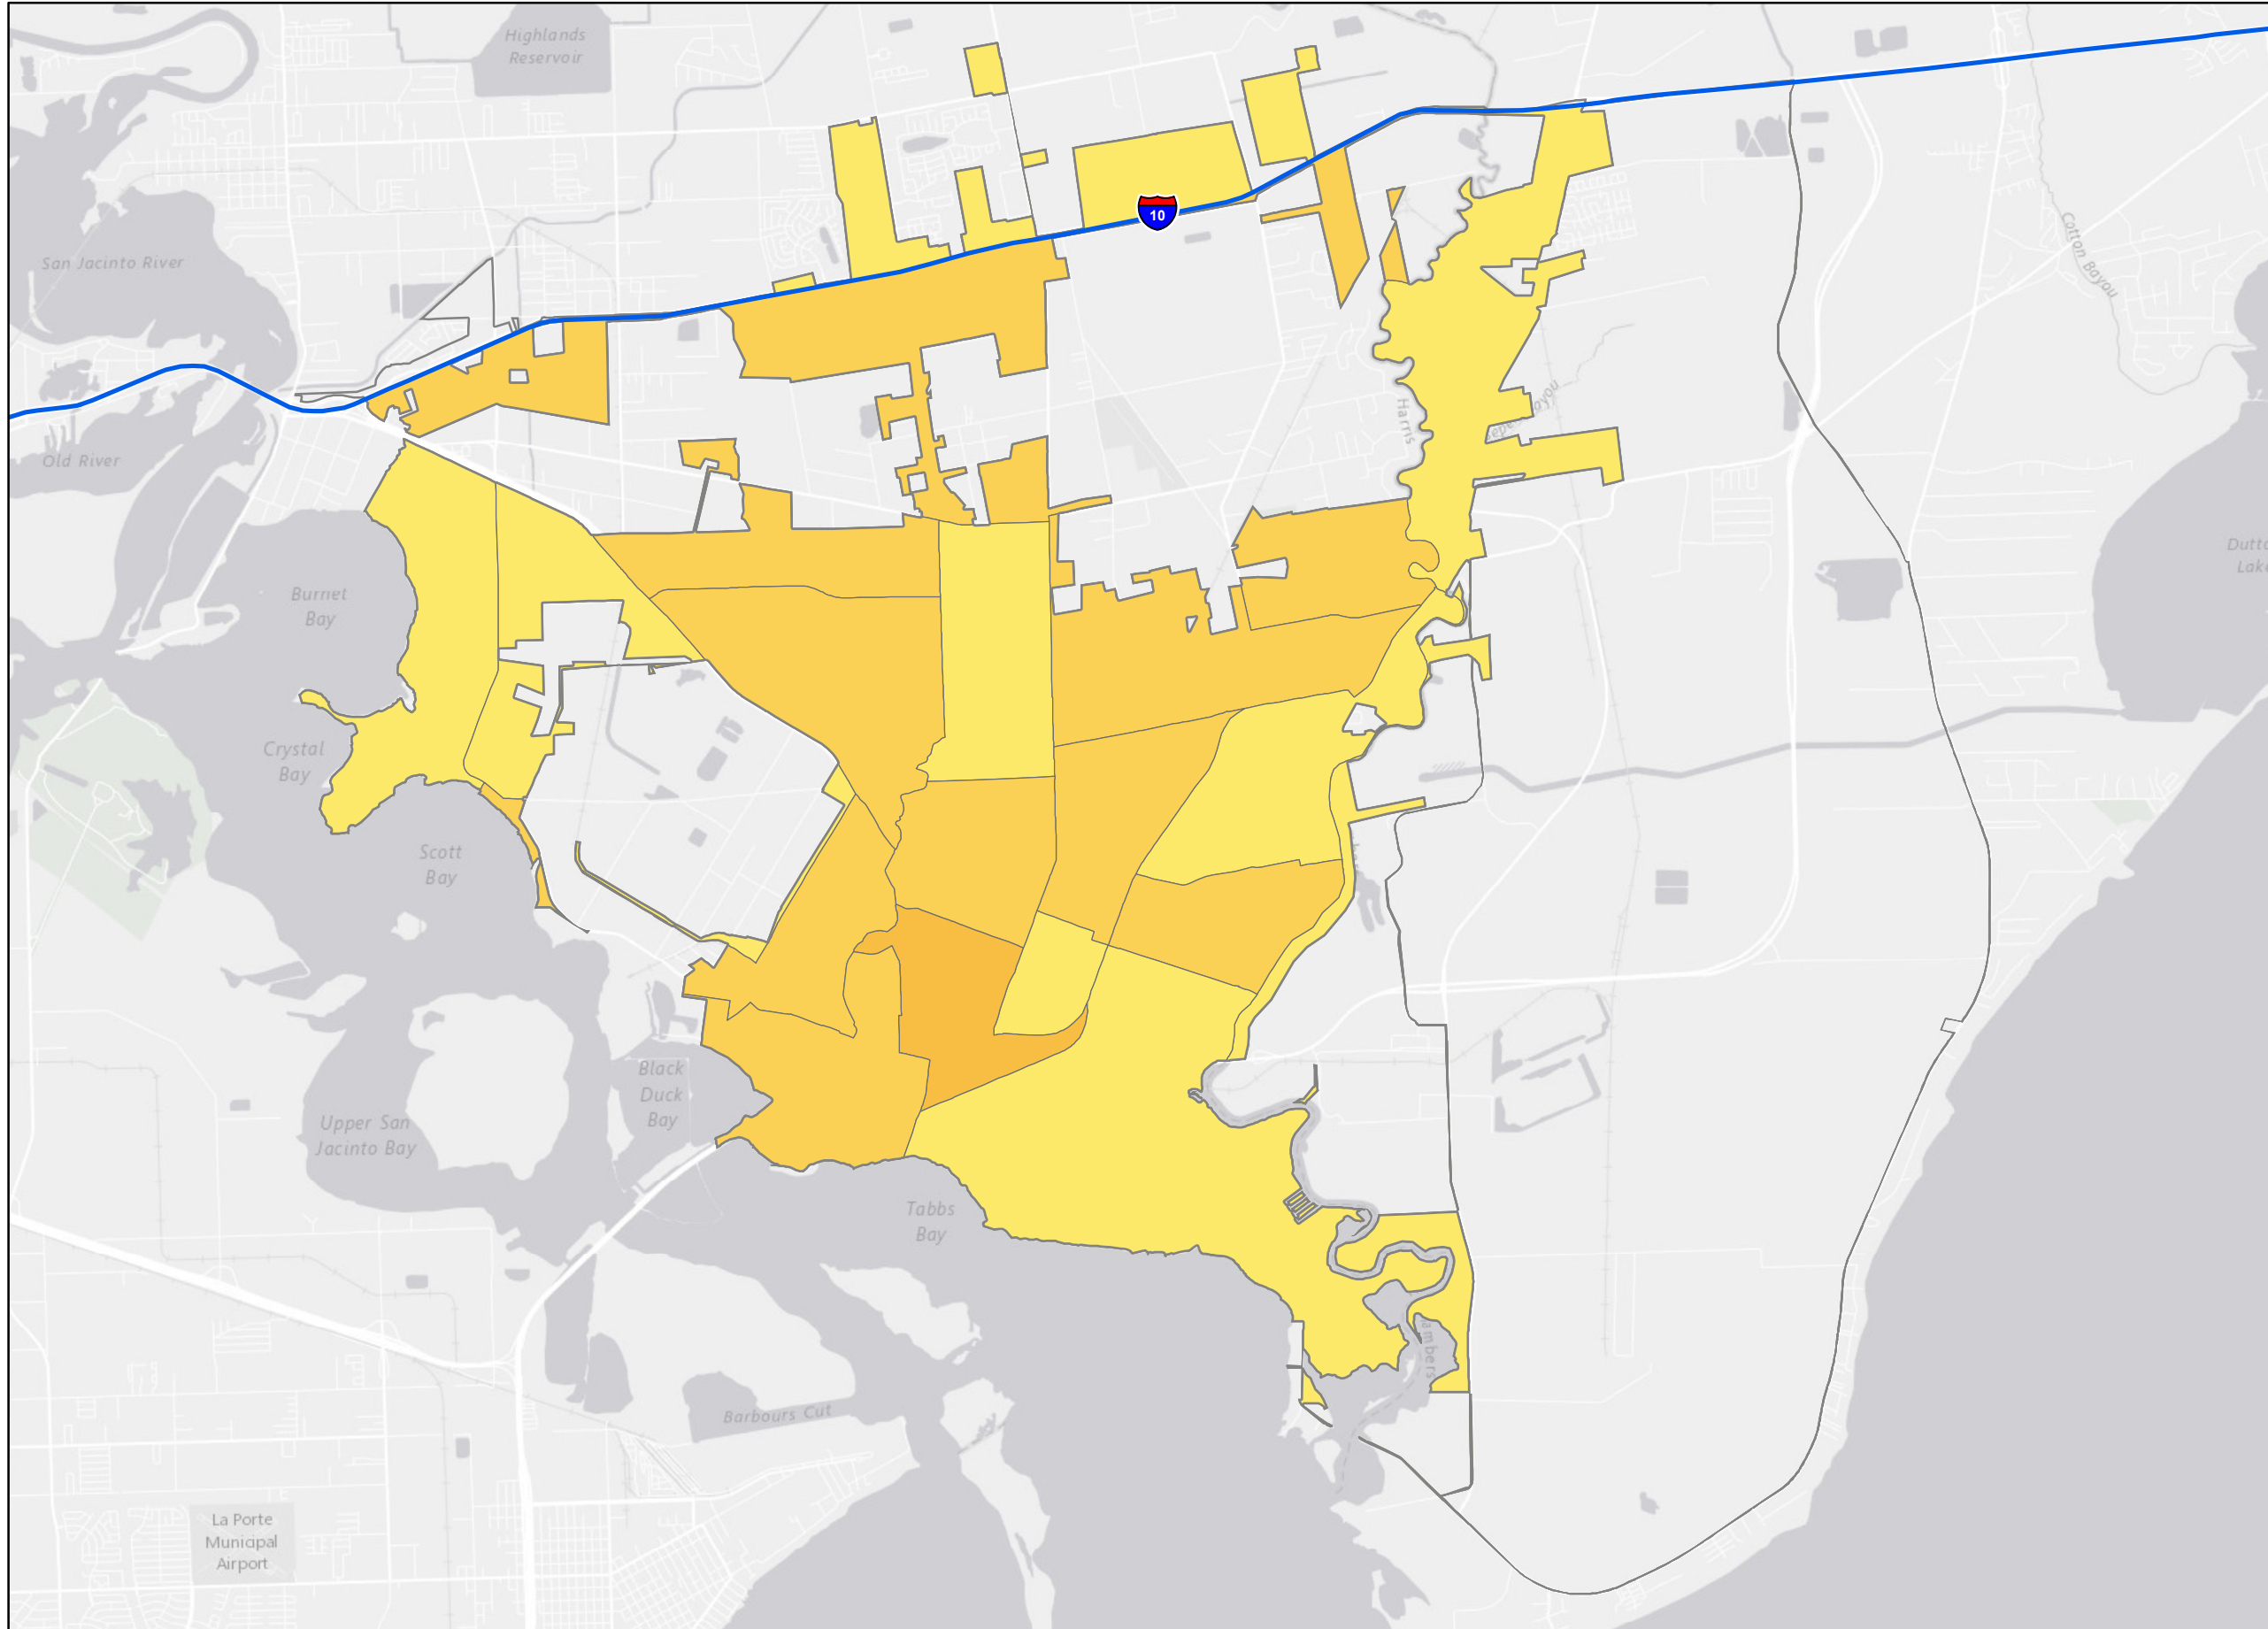 Highlands
Reservoir
10
San Jacinto River
Cotton Bayou
Old River
Harris
Burnet
Bay
Crystal
Bay
Scott
Bay
Black
Duck
Bay
Upper San
Jacinto Bay
Tabbs
Bay
Barbours Cut
La Porte
Municipal
Airport